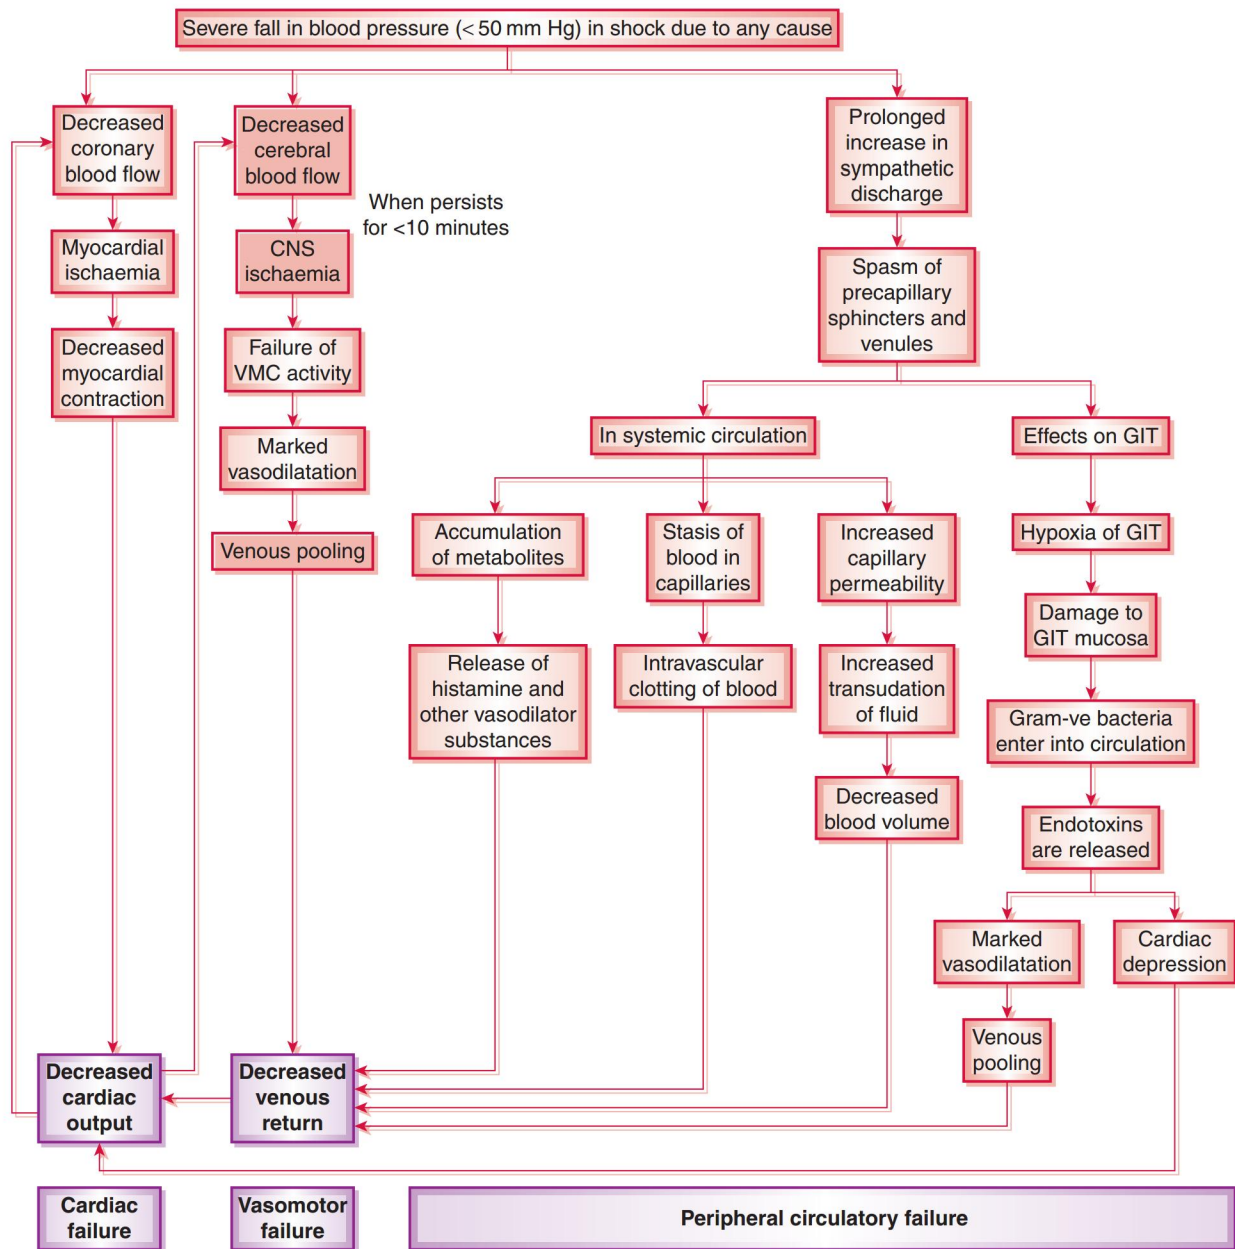 Severe fall in blood pressure (< 50 mm Hg) in shock due to any cause
Decreased
coronary
blood flow
Myocardial
ischaemia
Decreased
myocardial
contraction
Decreased
cerebral
blood flow
When persists
for <10 minutes
CNS
ischaemia
Failure of
VMC activity
Marked
vasodilatation
Venous pooling
Prolonged
increase in
sympathetic
discharge
Spasm of
precapillary
sphincters and
venules
In systemic circulation
Accumulation
of metabolites
Release of
histamine and
other vasodilator
substances
Stasis of
blood in
capillaries
Intravascular
clotting of blood
Increased
capillary
permeability
Increased
transudation
of fluid
Decreased
blood volume
Effects on GIT
Hypoxia of GIT
Damage to
GIT mucosa
Gram-ve bacteria
enter into circulation
Endotoxins
are released
Marked
vasodilatation
Venous
pooling
Cardiac
depression
Decreased
cardiac
output
Decreased
venous
return
Cardiac
failure
Vasomotor
failure
Peripheral circulatory failure